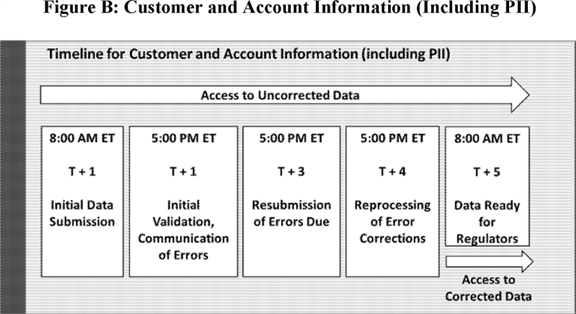 Figure B: Customer and Account Information (Including PII)
Timeline for Customer and Account Information (including PII)
Access to Uncorrected Data
8:00 AM ET
T + 1
Initial Data
Submission
5:00 PM ET
T + 1
Initial
Validation,
Communication
of Errors
5:00 PM ET
T + 3
Resubmission
of Errors Due
5:00 PM ET
T + 4
Reprocessing
of Error
Corrections
8:00 AM ET
T + 5
Data Ready
for
Regulators
Access to
Corrected Data